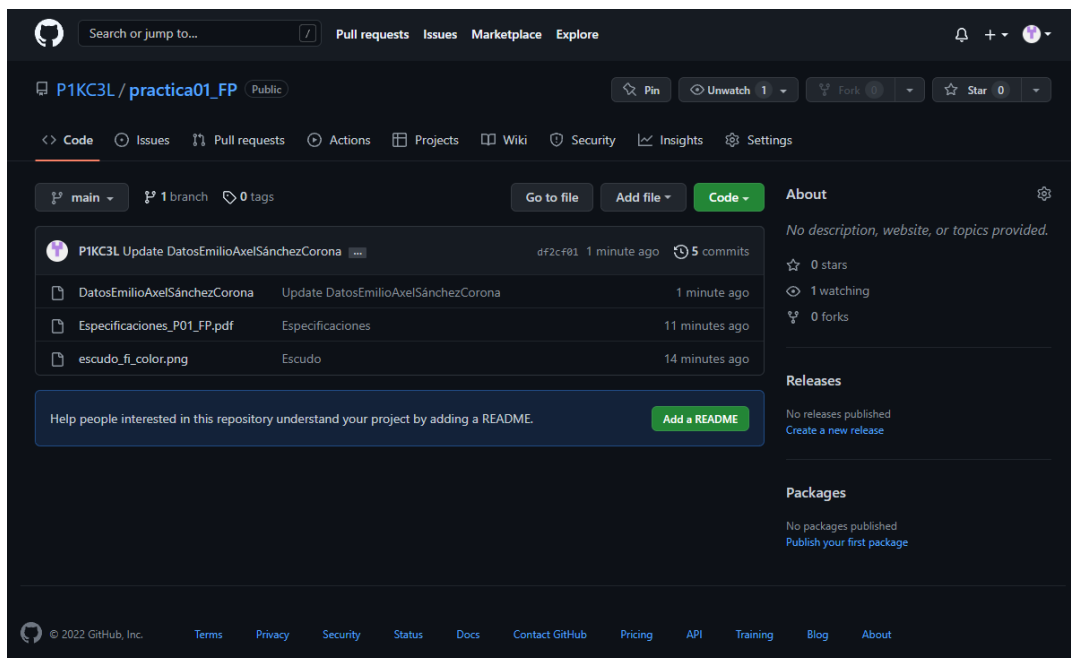 Search or jump to... / Pull requests Issues Marketplace Explore
P1KC3L / practica01_FP Public Pin Unwatch 1 Fork 0 Star 0
Code Issues Pull requests Actions Projects Wiki Security Insights Settings
main 1 branch 0 tags Go to file Add file Code
P1KC3L Update DatosEmilioAxelSánchezCorona ... df2cf01 1 minute ago 5 commits
DatosEmilioAxelSánchezCorona Update DatosEmilioAxelSánchezCorona 1 minute ago
Especificaciones_P01_FP.pdf Especificaciones 11 minutes ago
escudo_fi_color.png Escudo 14 minutes ago
Help people interested in this repository understand your project by adding a README. Add a README
About
No description, website, or topics provided.
0 stars
1 watching
0 forks
Releases
No releases published
Create a new release
Packages
No packages published
Publish your first package
© 2022 GitHub, Inc. Terms Privacy Security Status Docs Contact GitHub Pricing API Training Blog About